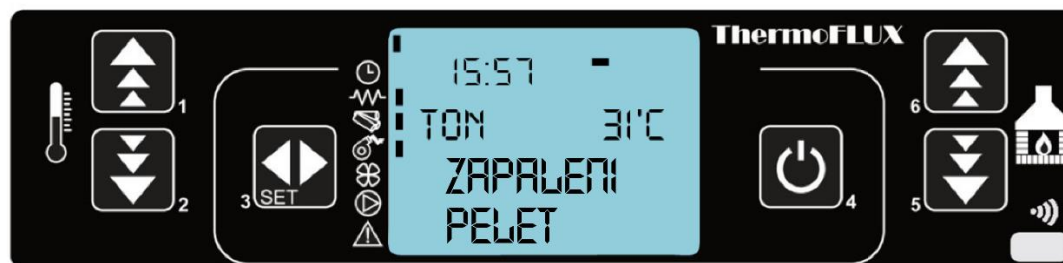 ThermoFLUX
15:57
TON 31°C
ZAPALENI
PELET
1
2
3 SET
4
5
6